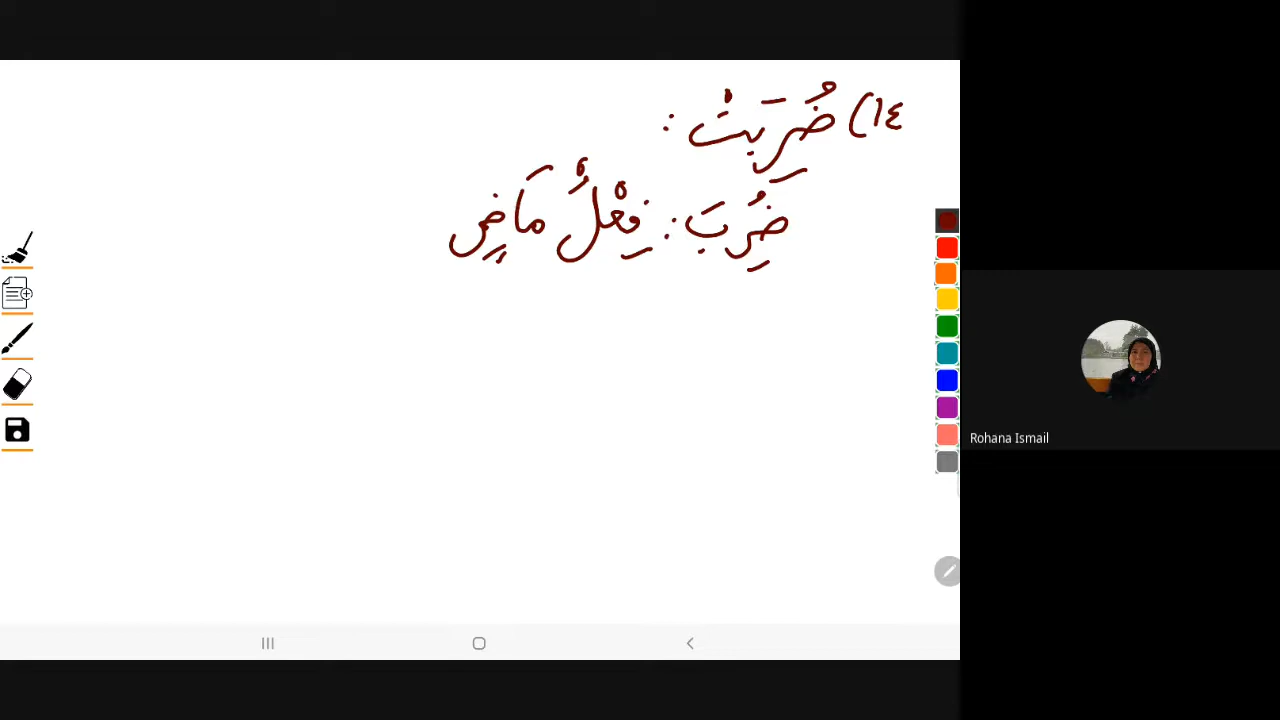 ١٤) ضُرِبَتْ :
ضُرِبَ : فِعْلٌ مَاضٍ
Rohana Ismail